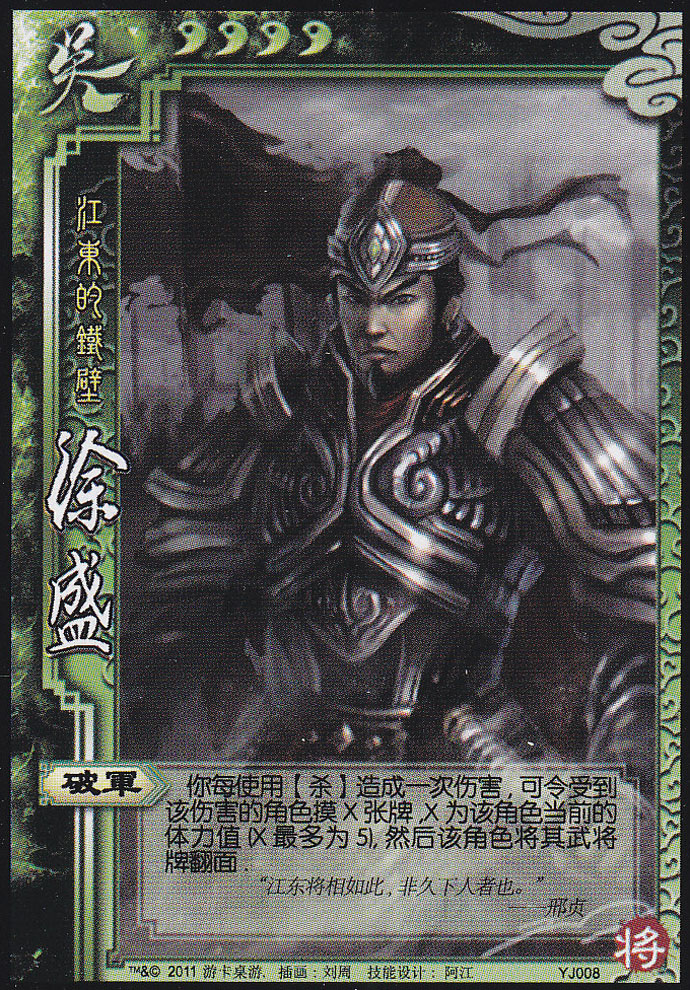 吴
江東的鐵壁
徐盛
破軍
你每使用【杀】造成一次伤害，可令受到
该伤害的角色摸X张牌，X为该角色当前的
体力值(X最多为5)，然后该角色将其武将
牌翻面.
“江东将相如此，非久下人者也。”
——邢贞
将
™&© 2011 游卡桌游. 插画：刘周 技能设计：阿江 YJ008